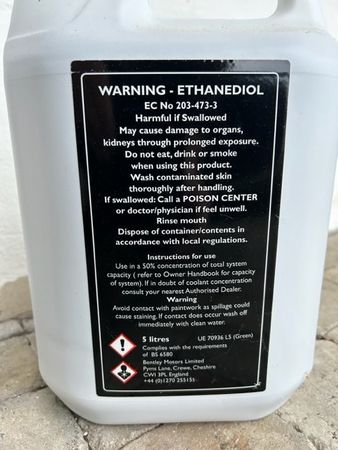 WARNING - ETHANEDIOL
EC No 203-473-3
Harmful if Swallowed
May cause damage to organs,
kidneys through prolonged exposure.
Do not eat, drink or smoke
when using this product.
Wash contaminated skin
thoroughly after handling.
If swallowed: Call a POISON CENTER
or doctor/physician if feel unwell.
Rinse mouth
Dispose of container/contents in
accordance with local regulations.
Instructions for use
Use in a 50% concentration of total system
capacity ( refer to Owner Handbook for capacity
of system). If in doubt of coolant concentration
consult your nearest Authorised Dealer.
Warning
Avoid contact with paintwork as spillage could
cause staining. If contact does occur wash off
immediately with clean water.
5 litres UE 70936 L5 (Green)
Complies with the requirements
of BS 6580
Bentley Motors Limited
Pyms Lane, Crewe, Cheshire
CW1 3PL England
+44 (0)1270 255155